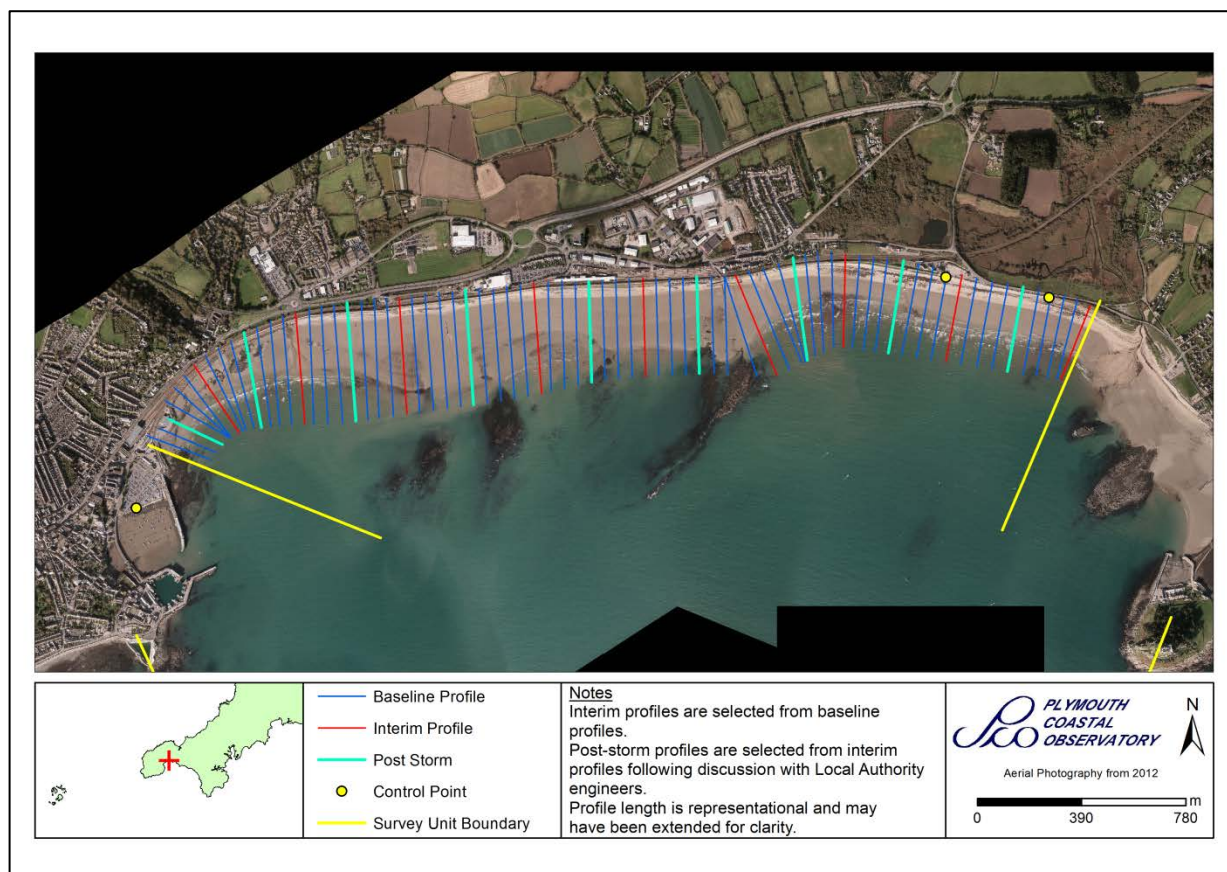 Baseline Profile
Interim Profile
Post Storm
Control Point
Survey Unit Boundary
Notes
Interim profiles are selected from baseline
profiles.
Post-storm profiles are selected from interim
profiles following discussion with Local Authority
engineers.
Profile length is representational and may
have been extended for clarity.
PLYMOUTH
COASTAL
OBSERVATORY
N
Aerial Photography from 2012
m
0 390 780